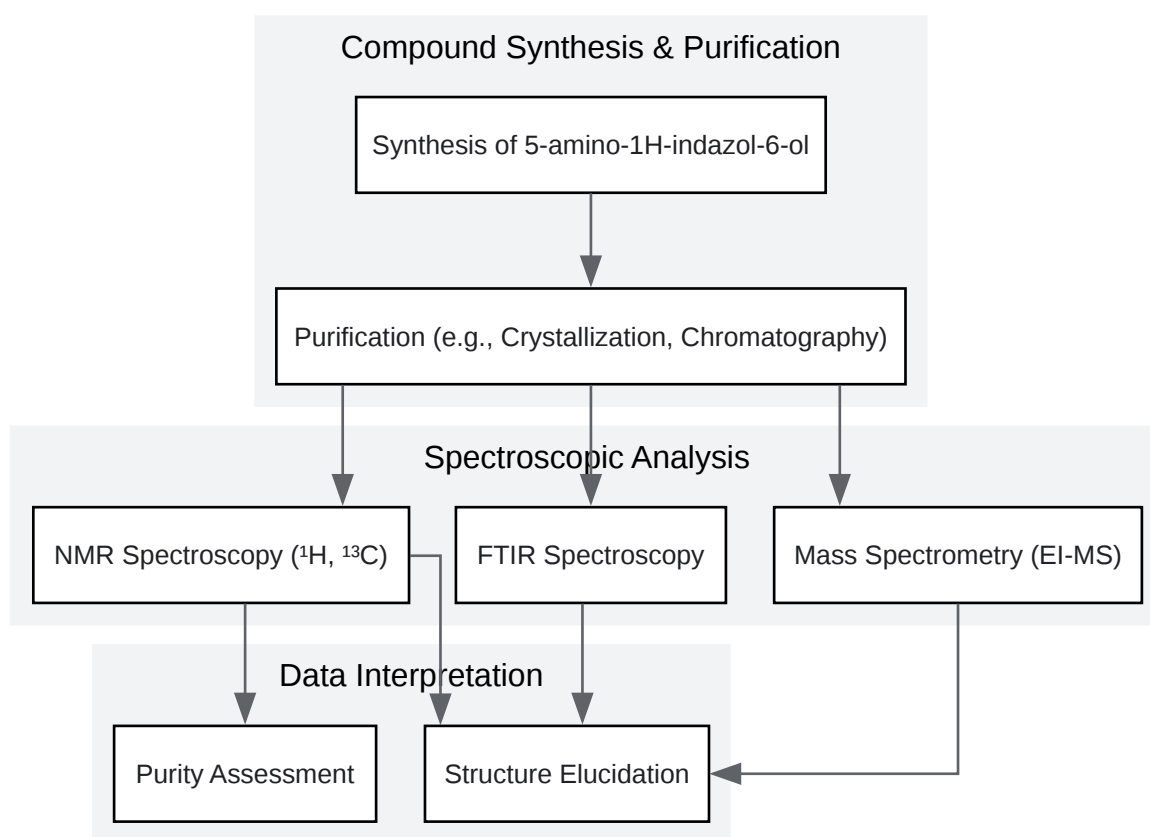 Compound Synthesis & Purification
Synthesis of 5-amino-1H-indazol-6-ol
Purification (e.g., Crystallization, Chromatography)
Spectroscopic Analysis
NMR Spectroscopy (¹H, ¹³C)
FTIR Spectroscopy
Mass Spectrometry (EI-MS)
Data Interpretation
Purity Assessment
Structure Elucidation